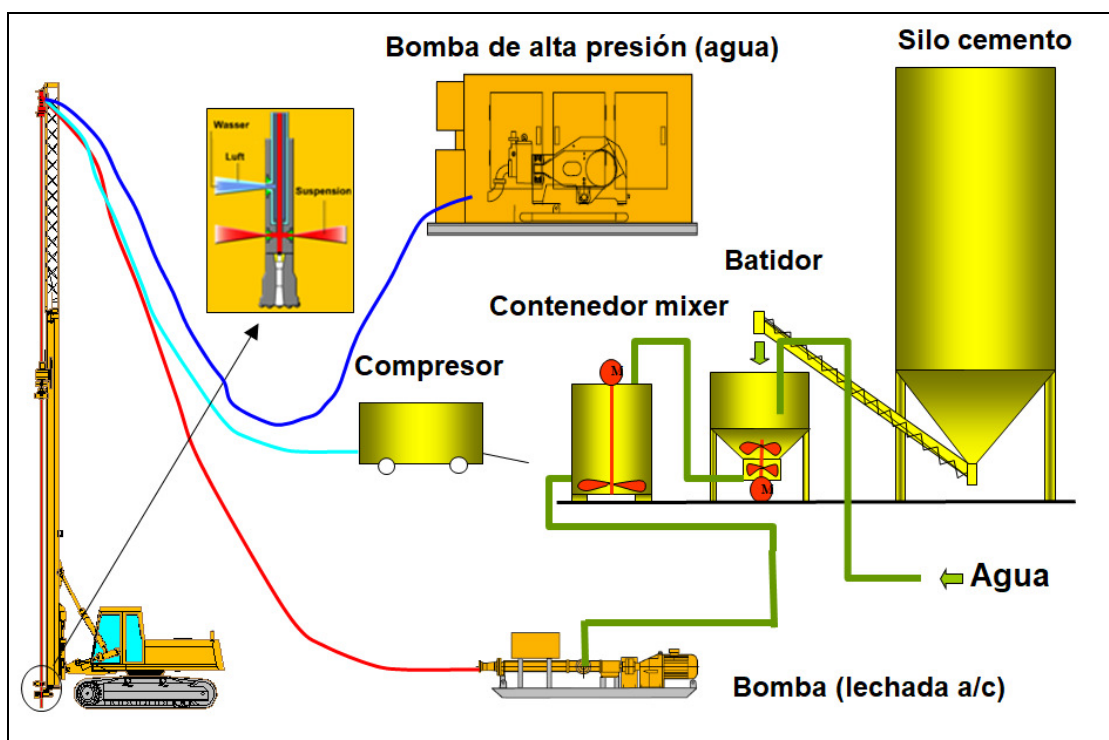 Bomba de alta presión (agua)
Silo cemento
Wasser
Luft
Suspension
Batidor
Contenedor mixer
Compresor
M
M
Agua
Bomba (lechada a/c)